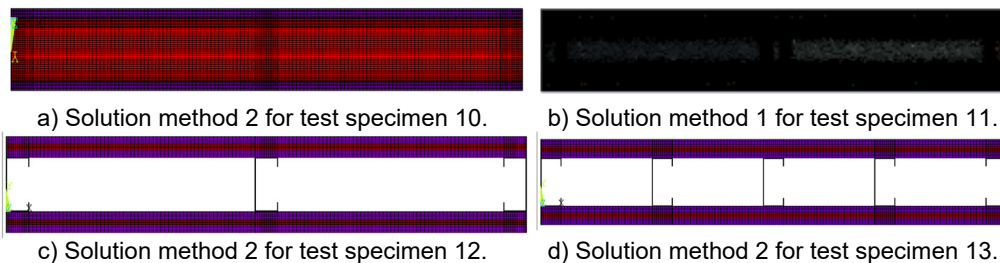 a) Solution method 2 for test specimen 10.
b) Solution method 1 for test specimen 11.
c) Solution method 2 for test specimen 12.
d) Solution method 2 for test specimen 13.